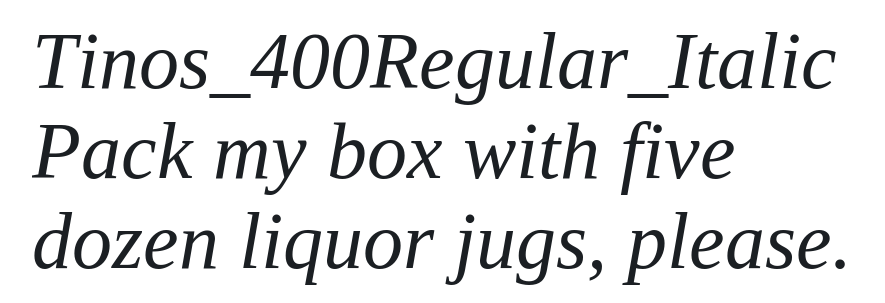 Tinos_400Regular_Italic
Pack my box with five
dozen liquor jugs, please.